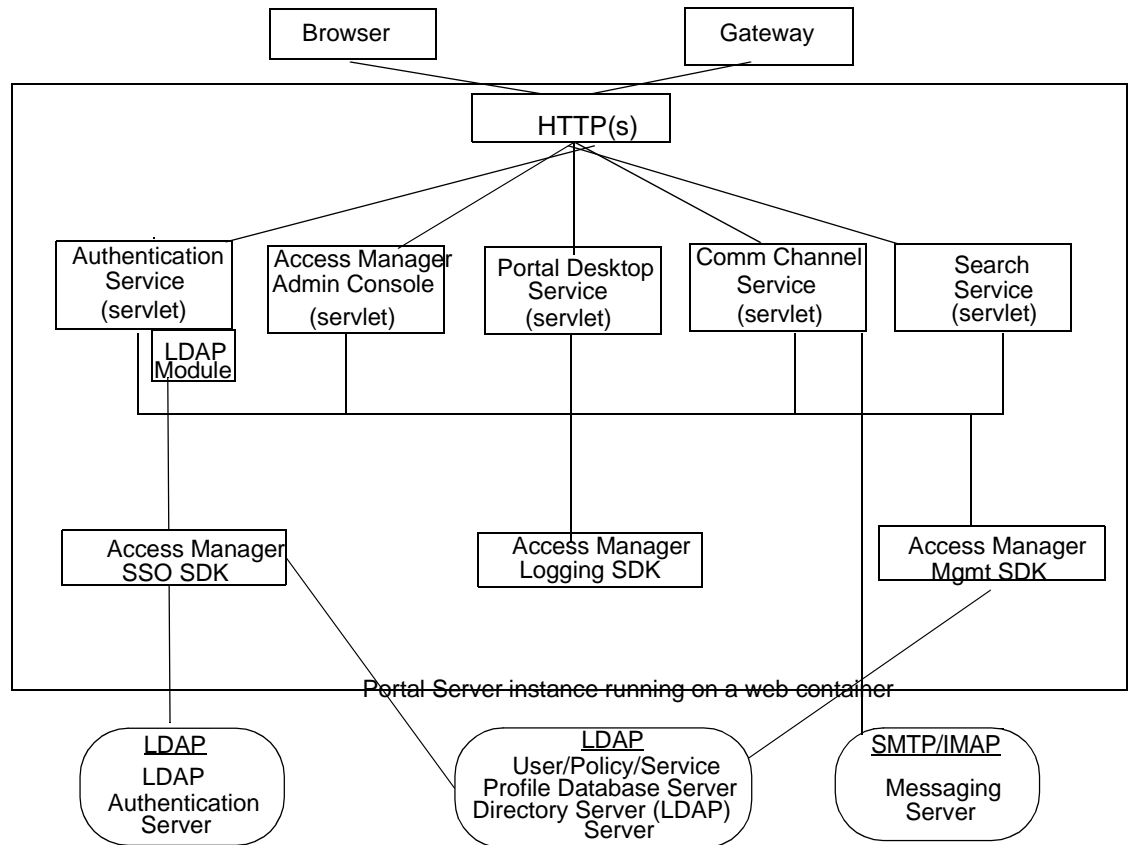 Browser
Gateway
HTTP(s)
Authentication
Service
(servlet)
Access Manager
Admin Console
(servlet)
Portal Desktop
Service
(servlet)
Comm Channel
Service
(servlet)
Search
Service
(servlet)
LDAP
Module
Access Manager
SSO SDK
Access Manager
Logging SDK
Access Manager
Mgmt SDK
Portal Server instance running on a web container
LDAP
LDAP
Authentication
Server
LDAP
User/Policy/Service
Profile Database Server
Directory Server (LDAP)
Server
SMTP/IMAP
Messaging
Server